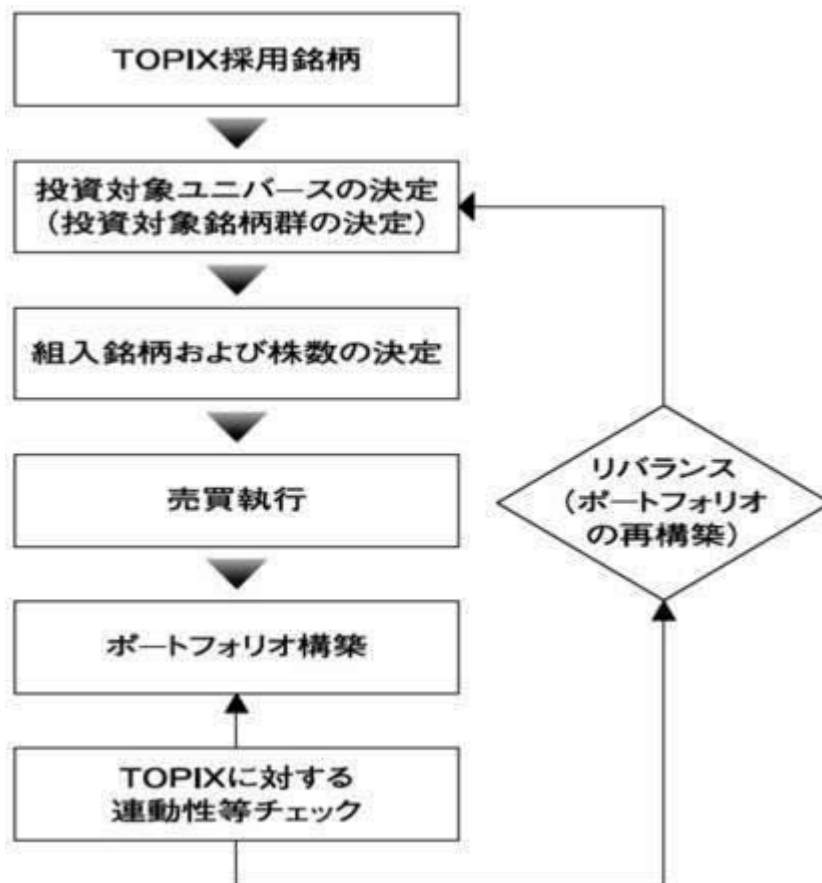 TOPIX採用銘柄
投資対象ユニバースの決定
（投資対象銘柄群の決定）
組入銘柄および株数の決定
売買執行
ポートフォリオ構築
TOPIXに対する
連動性等チェック
リバランス
（ポートフォリオ
の再構築）